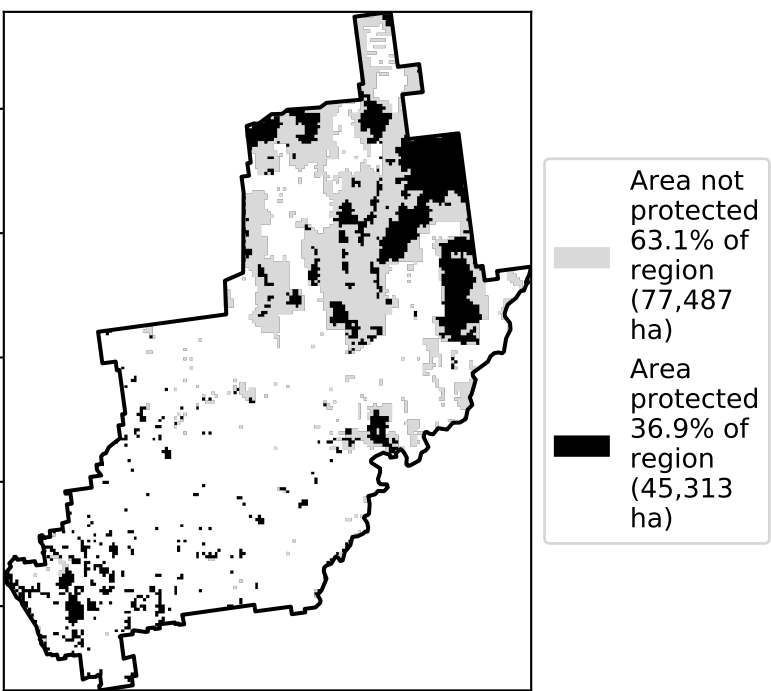 Area not
protected
63.1% of
region
(77,487
ha)
Area
protected
36.9% of
region
(45,313
ha)